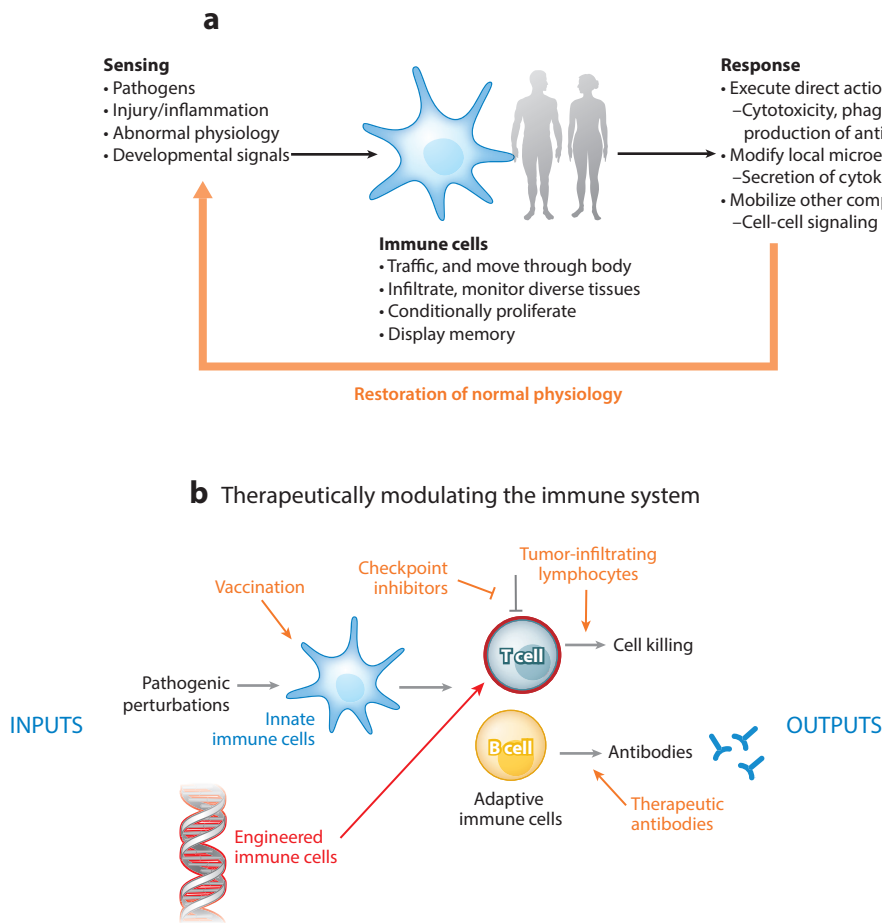 a
Sensing
• Pathogens
• Injury/inflammation
• Abnormal physiology
• Developmental signals
Immune cells
• Traffic, and move through body
• Infiltrate, monitor diverse tissues
• Conditionally proliferate
• Display memory
Response
• Execute direct actio
–Cytotoxicity, phag
production of anti
• Modify local microe
–Secretion of cytok
• Mobilize other comp
–Cell-cell signaling
Restoration of normal physiology
b Therapeutically modulating the immune system
Vaccination
Checkpoint
inhibitors
Tumor-infiltrating
lymphocytes
T cell
Cell killing
Pathogenic
perturbations
Innate
immune cells
INPUTS
B cell
Antibodies
OUTPUTS
Adaptive
immune cells
Therapeutic
antibodies
Engineered
immune cells